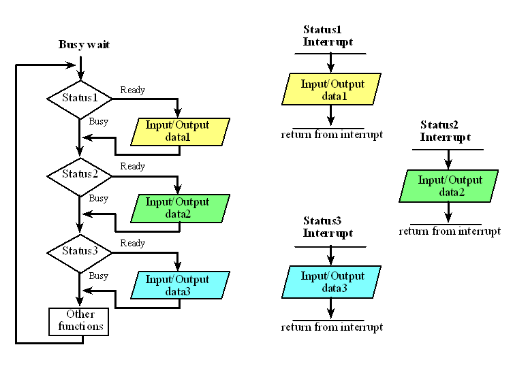 Busy wait
Status1
Ready
Input/Output
data1
Busy
Status2
Ready
Input/Output
data2
Busy
Status3
Ready
Input/Output
data3
Busy
Other
functions
Status1
Interrupt
Input/Output
data1
return from interrupt
Status2
Interrupt
Input/Output
data2
return from interrupt
Status3
Interrupt
Input/Output
data3
return from interrupt